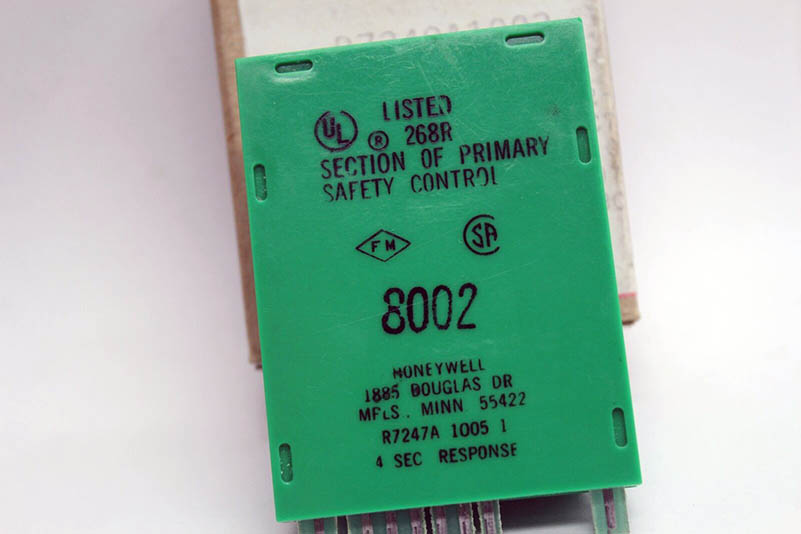 LISTED
UL ® 268R
SECTION OF PRIMARY
SAFETY CONTROL
FM SA
8002
HONEYWELL
1885 DOUGLAS DR
MPLS. MINN 55422
R7247A 1005 1
4 SEC RESPONSE